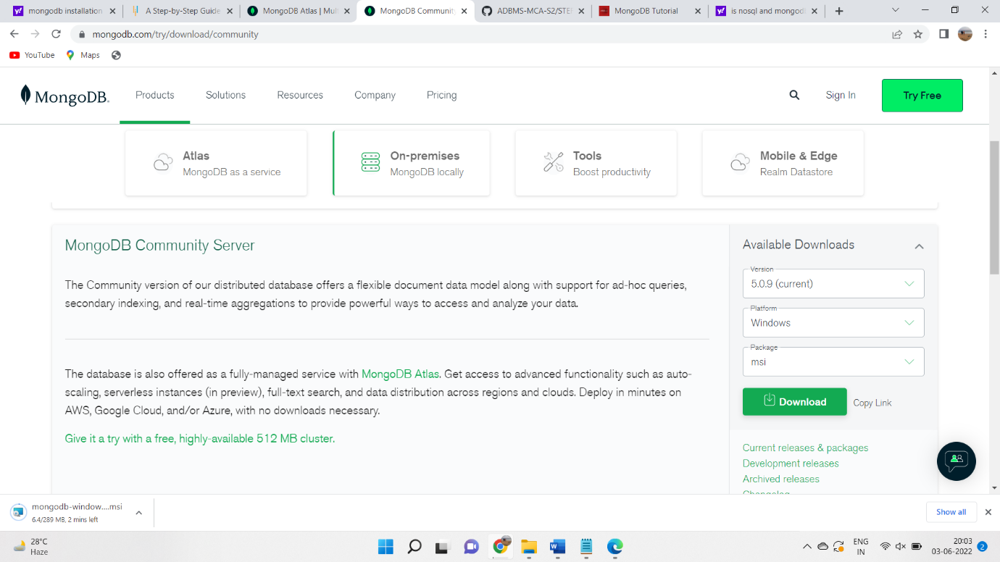 mongodb installation
A Step-by-Step Guide
MongoDB Atlas | Mul
MongoDB Communit
ADBMS-MCA-S2/STE
MongoDB Tutorial
is nosql and mongod
mongodb.com/try/download/community
YouTube
Maps
MongoDB.
Products
Solutions
Resources
Company
Pricing
Sign In
Try Free
Atlas
MongoDB as a service
On-premises
MongoDB locally
Tools
Boost productivity
Mobile & Edge
Realm Datastore
MongoDB Community Server
The Community version of our distributed database offers a flexible document data model along with support for ad-hoc queries,
secondary indexing, and real-time aggregations to provide powerful ways to access and analyze your data.
The database is also offered as a fully-managed service with MongoDB Atlas. Get access to advanced functionality such as auto-
scaling, serverless instances (in preview), full-text search, and data distribution across regions and clouds. Deploy in minutes on
AWS, Google Cloud, and/or Azure, with no downloads necessary.
Give it a try with a free, highly-available 512 MB cluster.
Available Downloads
Version
5.0.9 (current)
Platform
Windows
Package
msi
Download
Copy Link
Current releases & packages
Development releases
Archived releases
Changelog
mongodb-window....msi
6.4/289 MB, 2 mins left
Show all
28°C
Haze
ENG
IN
20:03
03-06-2022
2